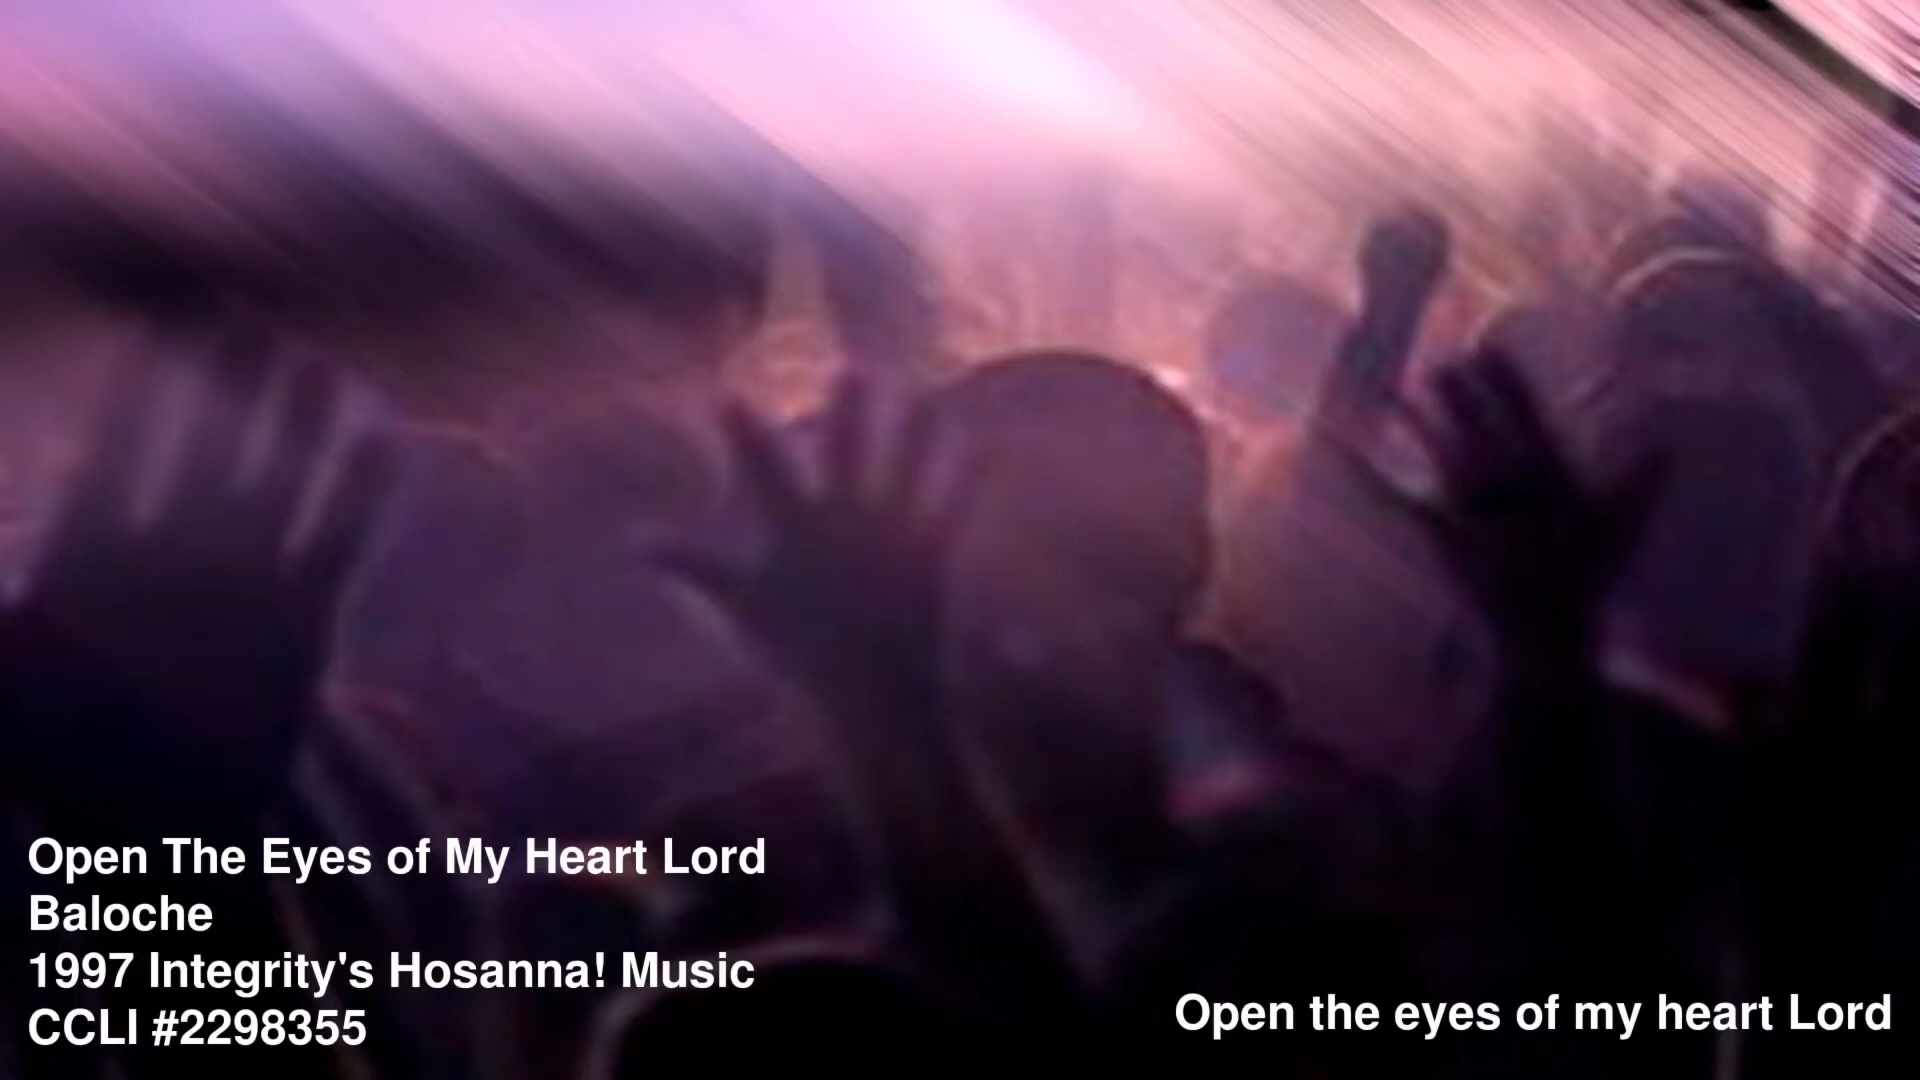 Open The Eyes of My Heart Lord
Baloche
1997 Integrity's Hosanna! Music
CCLI #2298355
Open the eyes of my heart Lord